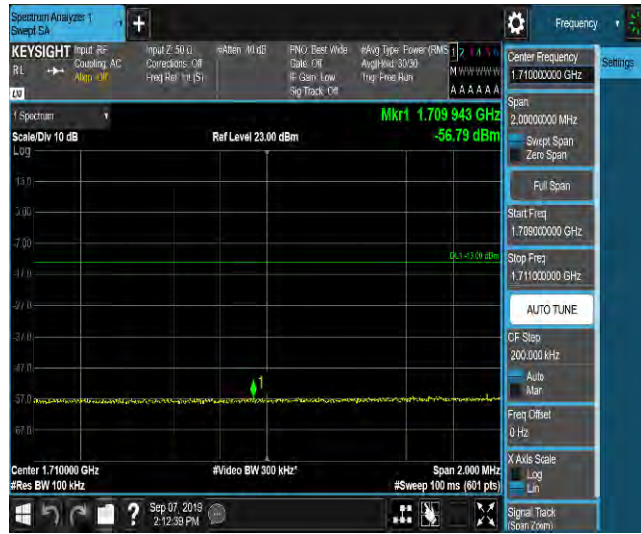 Spectrum Analyzer 1
Swept SA
Frequency
KEYSIGHT Input: RF
RL Coupling: AC
Align: Off
Input Z: 50 Ω
Corrections: Off
Freq Ref: Int (S)
#Atten: 40 dB
PNO: Best Wide
Gate: Off
IF Gain: Low
Sig Track: Off
#Avg Type: Power (RMS
Avg|Hold: 30/30
Trig: Free Run
1 2 3 4 5 6
M W W W W W
A A A A A A
LXI
1 Spectrum
Scale/Div 10 dB
Log
Ref Level 23.00 dBm
Mkr1 1.709 943 GHz
-56.79 dBm
13.0
3.00
-7.00
DL1 -13.00 dBm
-17.0
-27.0
-37.0
-47.0
1
-57.0
-67.0
Center 1.710000 GHz
#Res BW 100 kHz
#Video BW 300 kHz*
Span 2.000 MHz
#Sweep 100 ms (601 pts)
Center Frequency
1.710000000 GHz
Settings
Span
2.00000000 MHz
Swept Span
Zero Span
Full Span
Start Freq
1.709000000 GHz
Stop Freq
1.711000000 GHz
AUTO TUNE
CF Step
200.000 kHz
Auto
Man
Freq Offset
0 Hz
X Axis Scale
Log
Lin
Signal Track
(Span Zoom)
?
Sep 07, 2019
2:12:39 PM